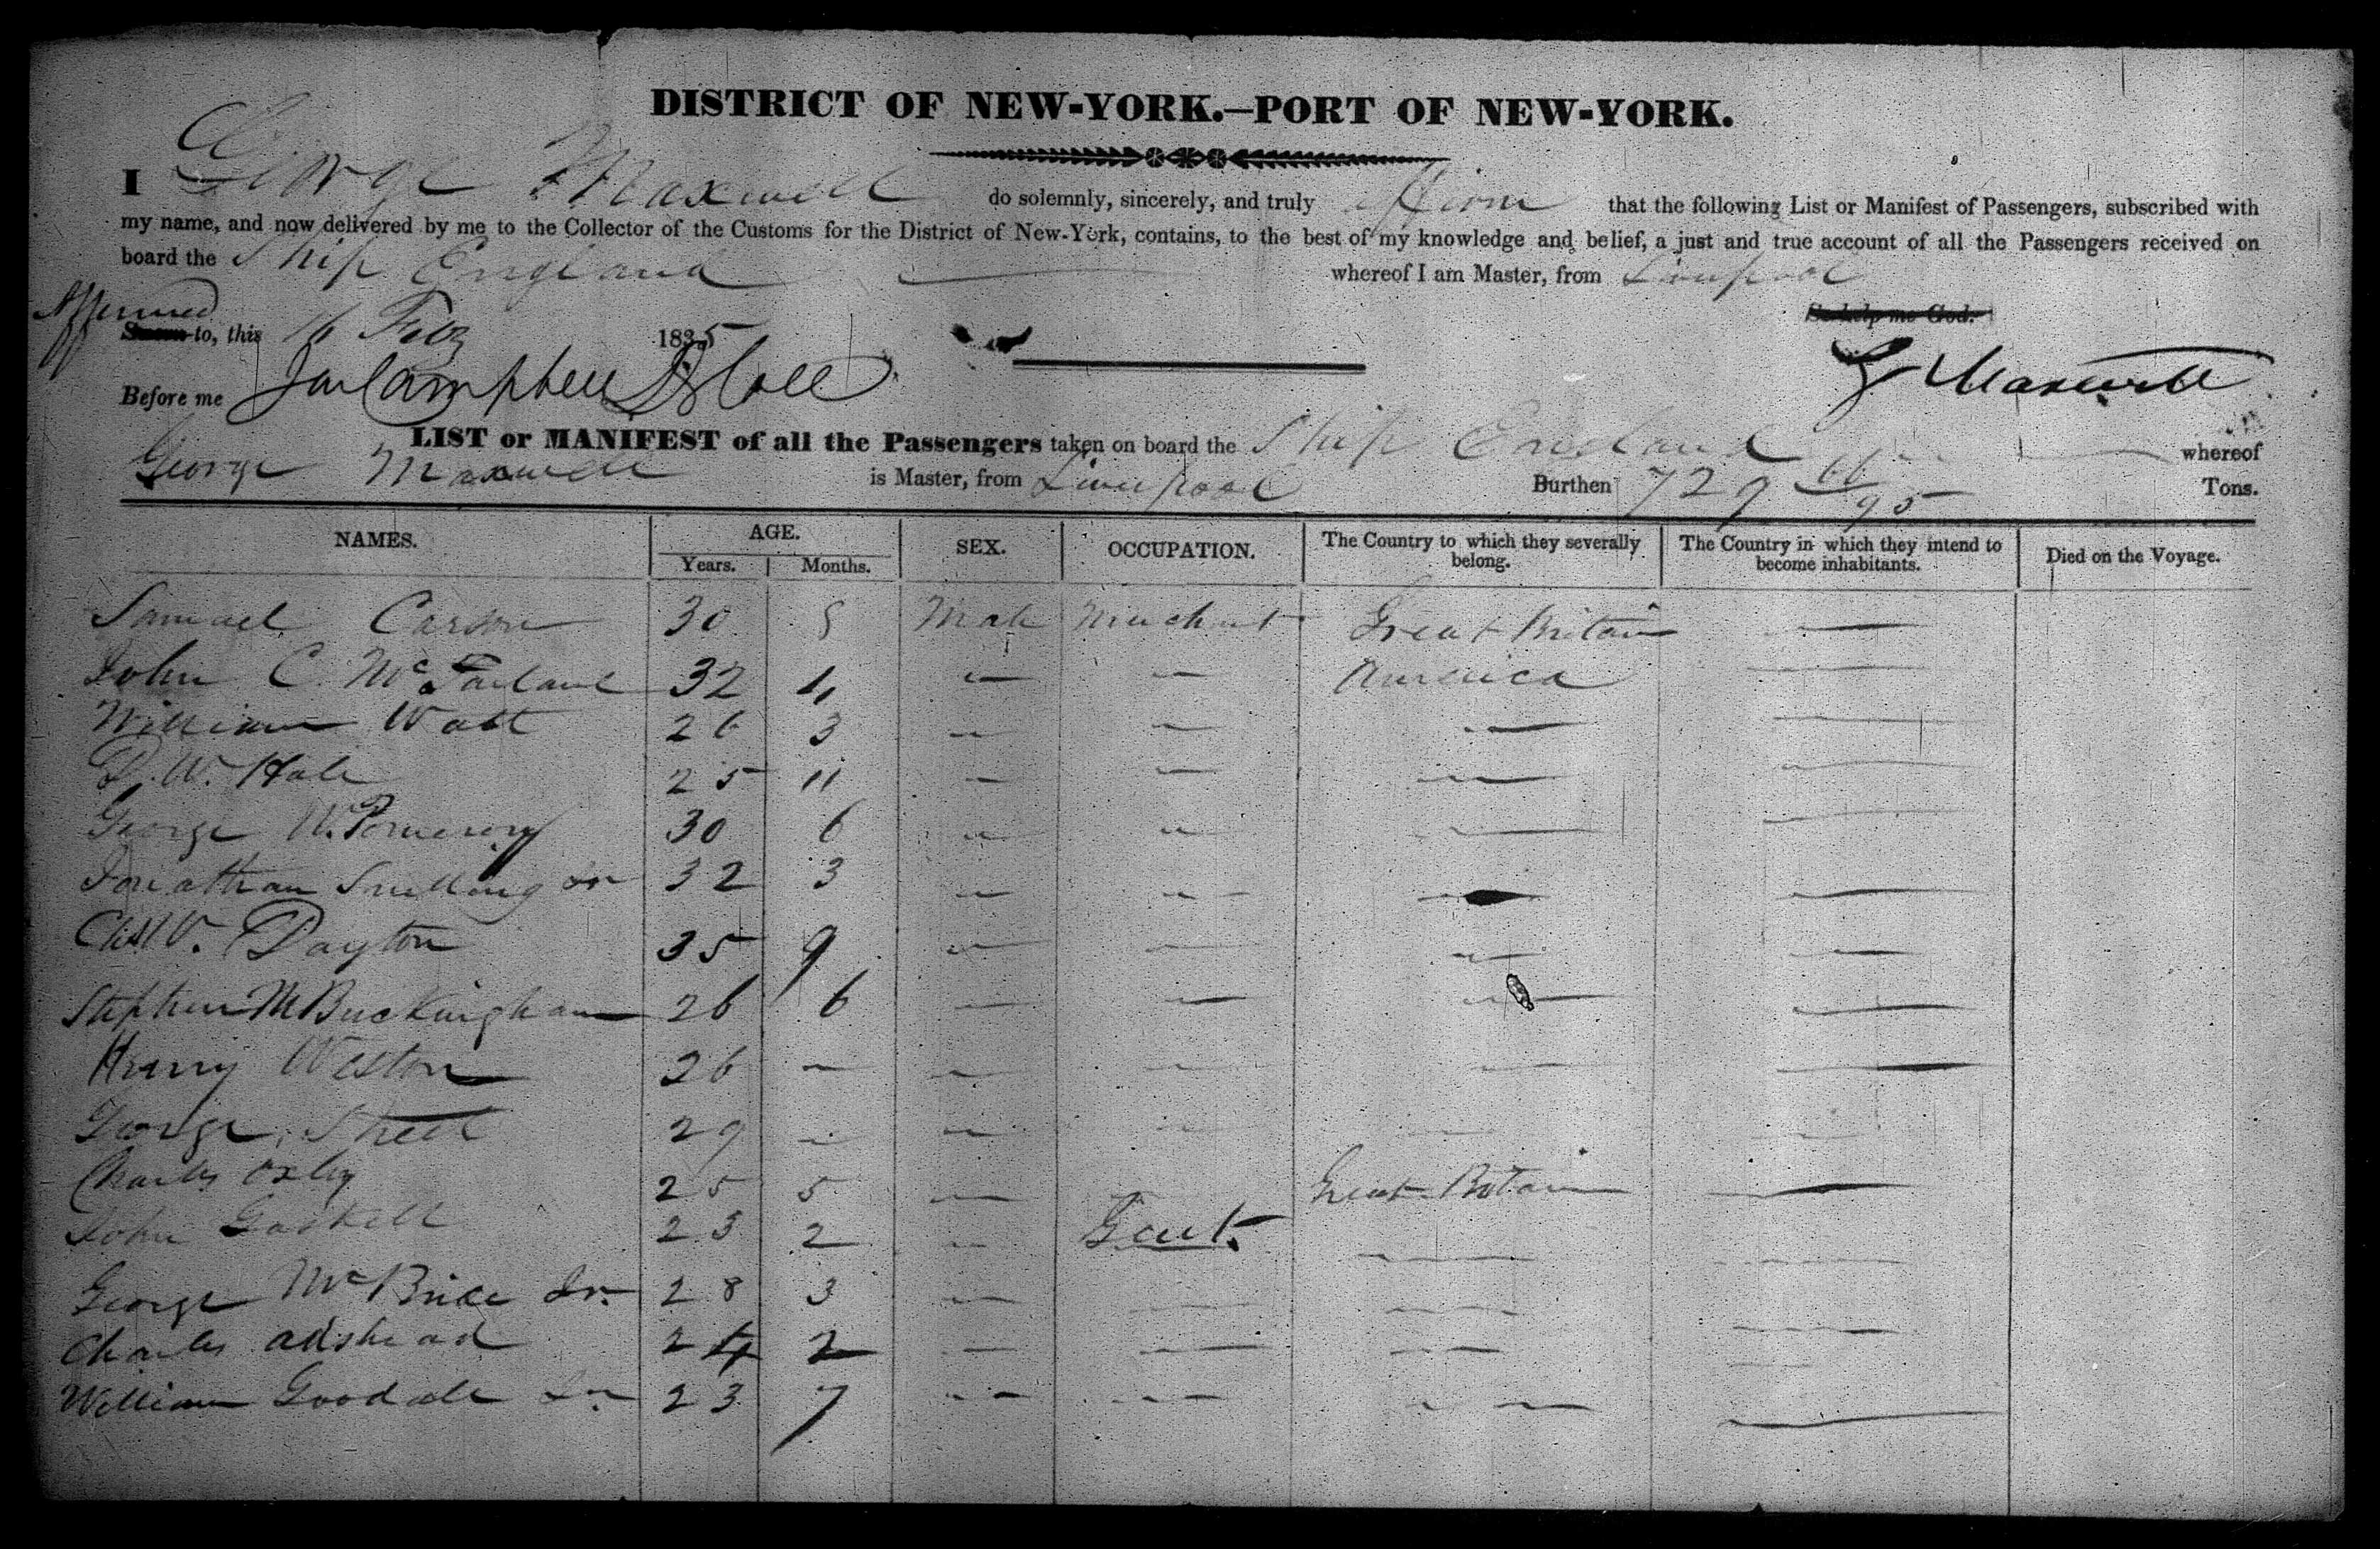 DISTRICT OF NEW-YORK.—PORT OF NEW-YORK.
I George Maxwell do solemnly, sincerely, and truly affirm that the following List or Manifest of Passengers, subscribed with
my name, and now delivered by me to the Collector of the Customs for the District of New-York, contains, to the best of my knowledge and belief, a just and true account of all the Passengers received on
board the Ship England whereof I am Master, from Liverpool
Affirmed
So help me God.
Sworn to, this 16 Feb 1835
G Maxwell
Before me Campbell D Coll
LIST or MANIFEST of all the Passengers taken on board the Ship England whereof
George Maxwell is Master, from Liverpool Burthen 729 66/95 Tons.
NAMES. AGE. SEX. OCCUPATION. The Country to which they severally belong. The Country in which they intend to become inhabitants. Died on the Voyage.
Years. Months.
Samuel Carson 30 5 Male Merchant Great Britain —
John C. McFarland 32 — — America —
William Watt 26 3 — — — —
D. W. Hale 25 11 — — — —
George W. Pomeroy 30 6 — — — —
Jonathan Snelling Jr 32 3 — — — —
Dayton 35 9 — — — —
Stephen M Buckingham 26 6 — — — —
Henry Weston 26 — — — — —
George Street 29 — — — — —
Charles Oxley 25 5 — — Great Britain —
John Gaskell 23 2 — Gent. — —
George McBride Jr. 28 3 — — — —
Charles Adshead 24 2 — — — —
William Goodale Jr. 23 7 — — — —